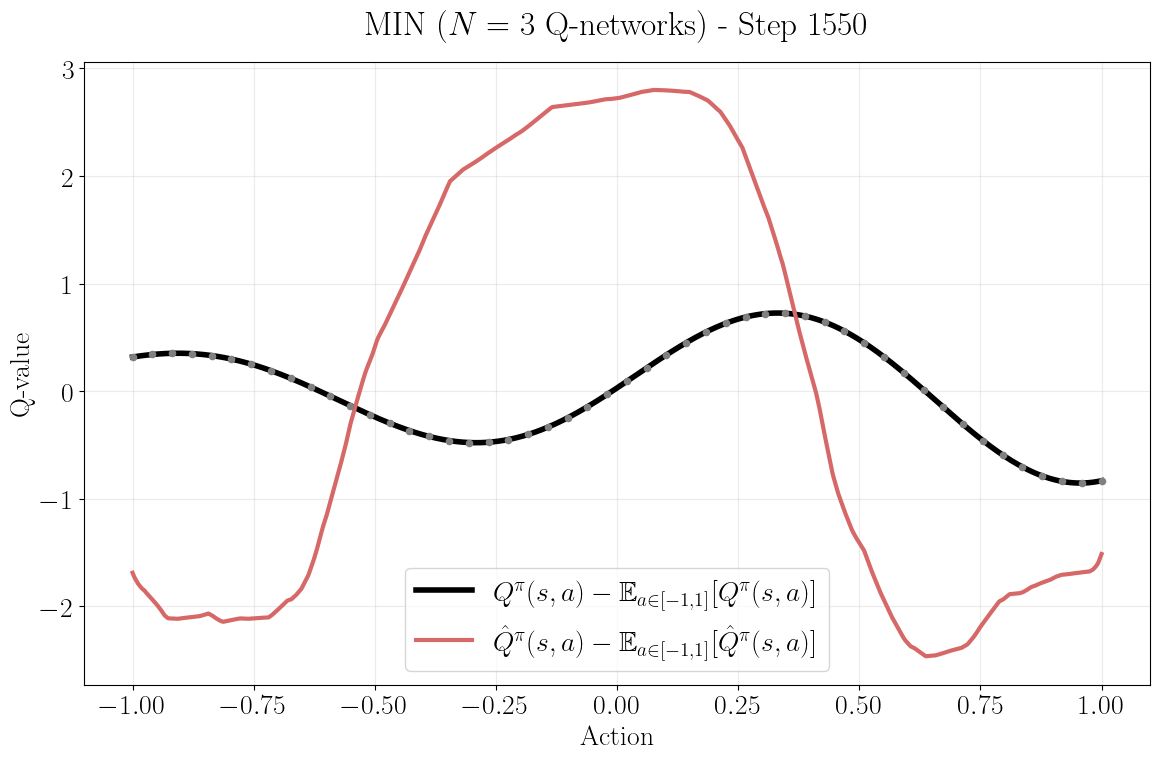 MIN (N = 3 Q-networks) - Step 1550
3
2
1
0
−1
−2
Q-value
Q^π(s, a) − 𝔼_{a∈[−1,1]}[Q^π(s, a)]
Q̂^π(s, a) − 𝔼_{a∈[−1,1]}[Q̂^π(s, a)]
−1.00 −0.75 −0.50 −0.25 0.00 0.25 0.50 0.75 1.00
Action